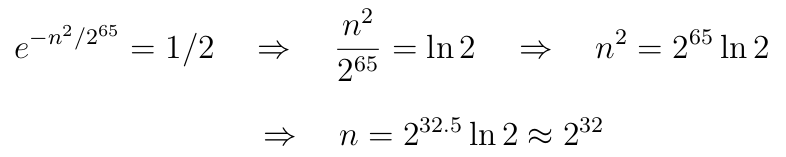 e^{-n^2/2^{65}} = 1/2 ⇒ \frac{n^2}{2^{65}} = ln 2 ⇒ n^2 = 2^{65} ln 2
⇒ n = 2^{32.5} ln 2 ≈ 2^{32}